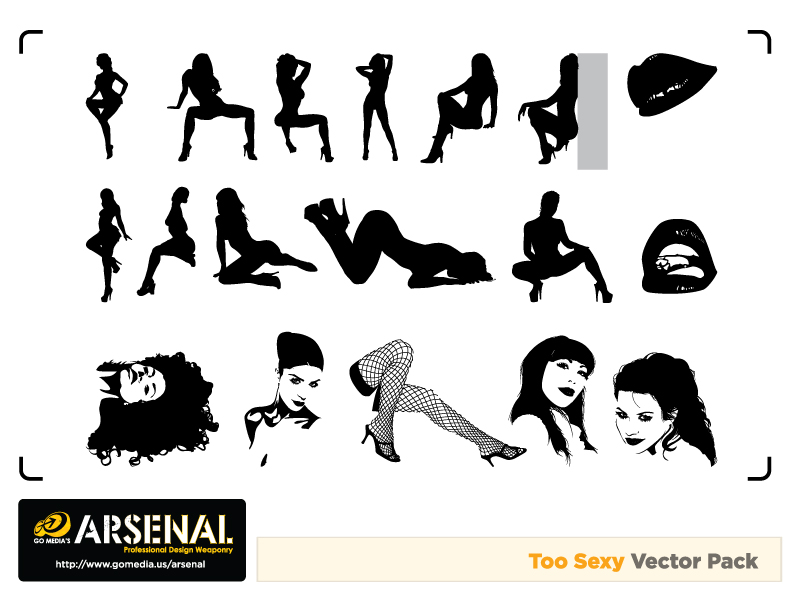 GO MEDIA'S
ARSENAL
Professional Design Weaponry
http://www.gomedia.us/arsenal
Too Sexy Vector Pack